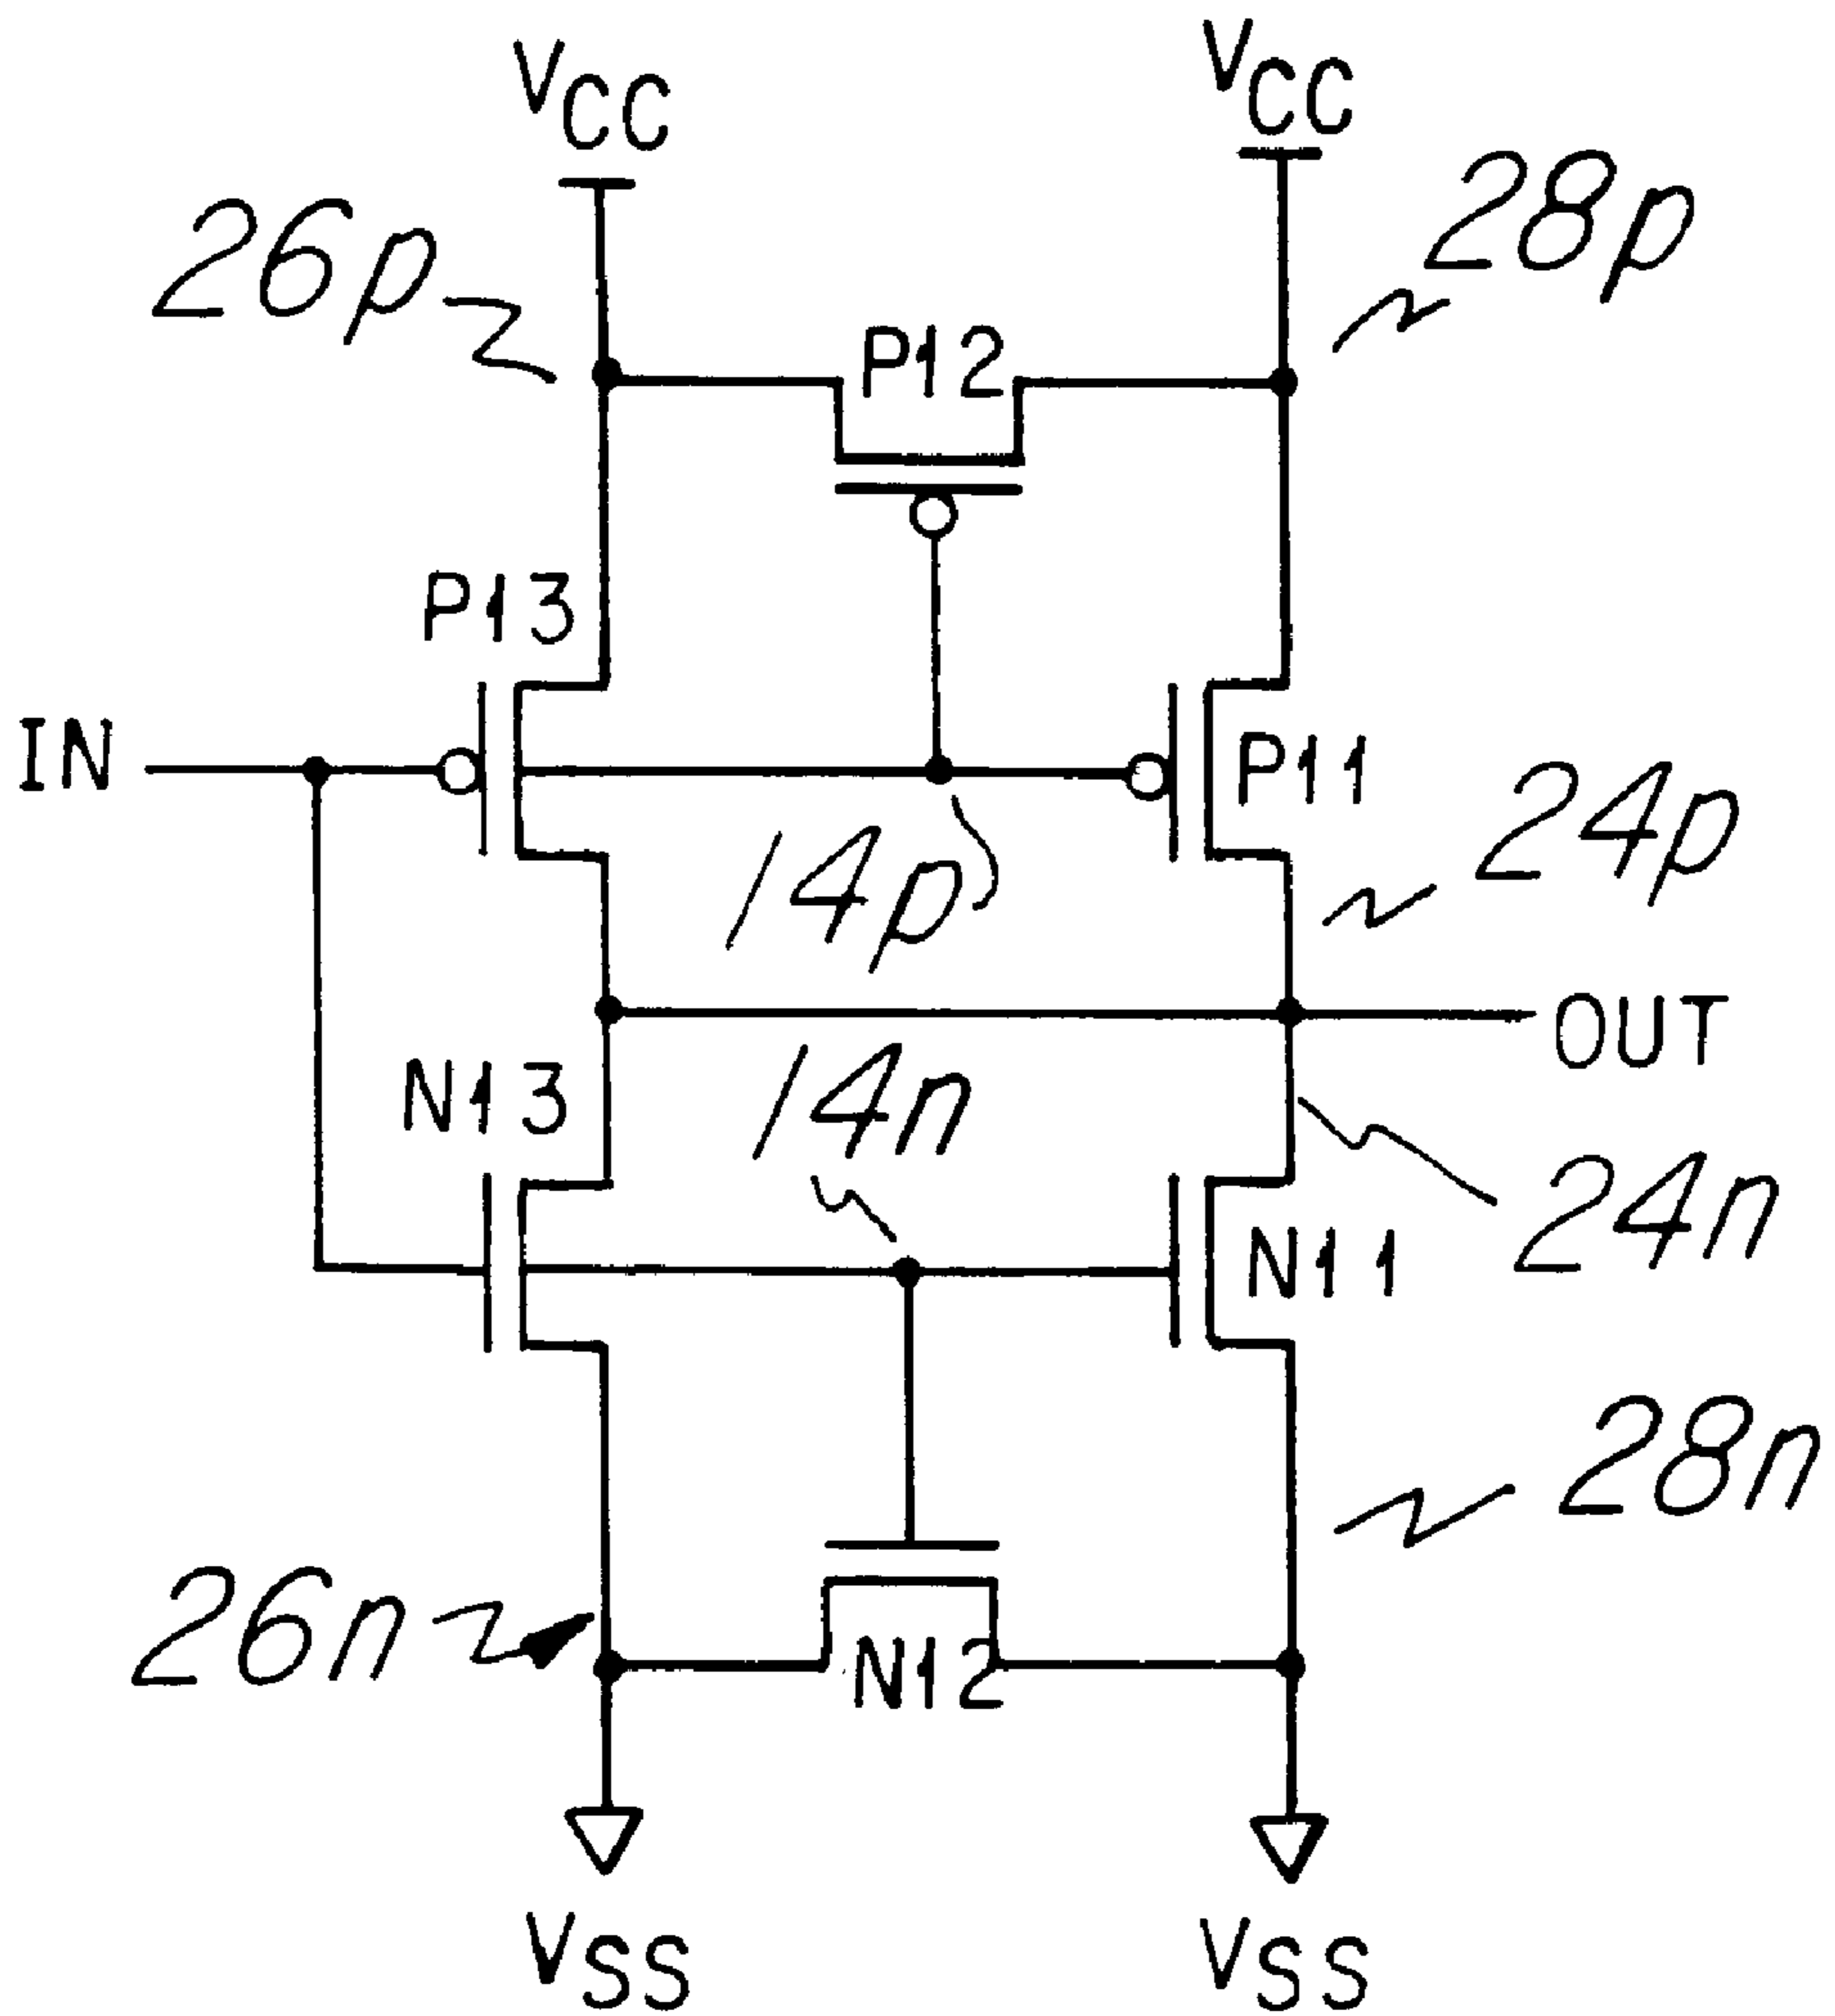 VCC
VCC
26p
28p
P12
P13
IN
P11
24p
14p
OUT
N13
14n
24n
N11
28n
26n
N12
VSS
VSS